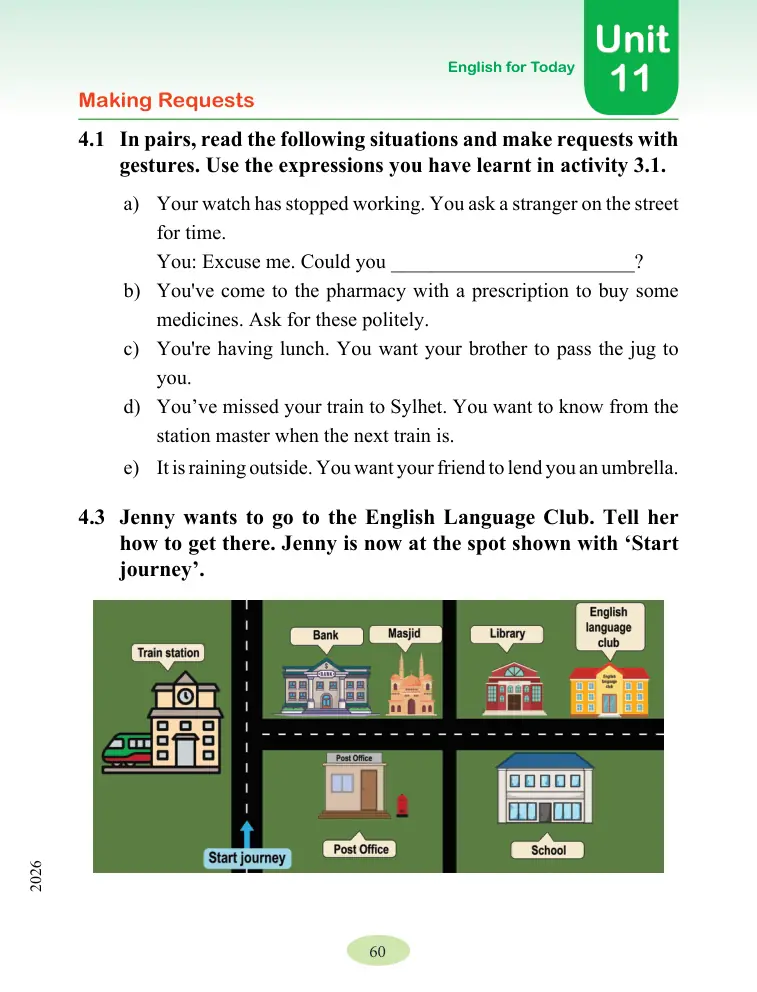 Unit
11
English for Today
Making Requests
4.1 In pairs, read the following situations and make requests with
gestures. Use the expressions you have learnt in activity 3.1.
a) Your watch has stopped working. You ask a stranger on the street
for time.
You: Excuse me. Could you _________________________?
b) You've come to the pharmacy with a prescription to buy some
medicines. Ask for these politely.
c) You're having lunch. You want your brother to pass the jug to
you.
d) You’ve missed your train to Sylhet. You want to know from the
station master when the next train is.
e) It is raining outside. You want your friend to lend you an umbrella.
4.3 Jenny wants to go to the English Language Club. Tell her
how to get there. Jenny is now at the spot shown with ‘Start
journey’.
Train station
Bank
Masjid
Library
English
language
club
BANK
English
language
club
Post Office
Start journey
Post Office
School
2026
60